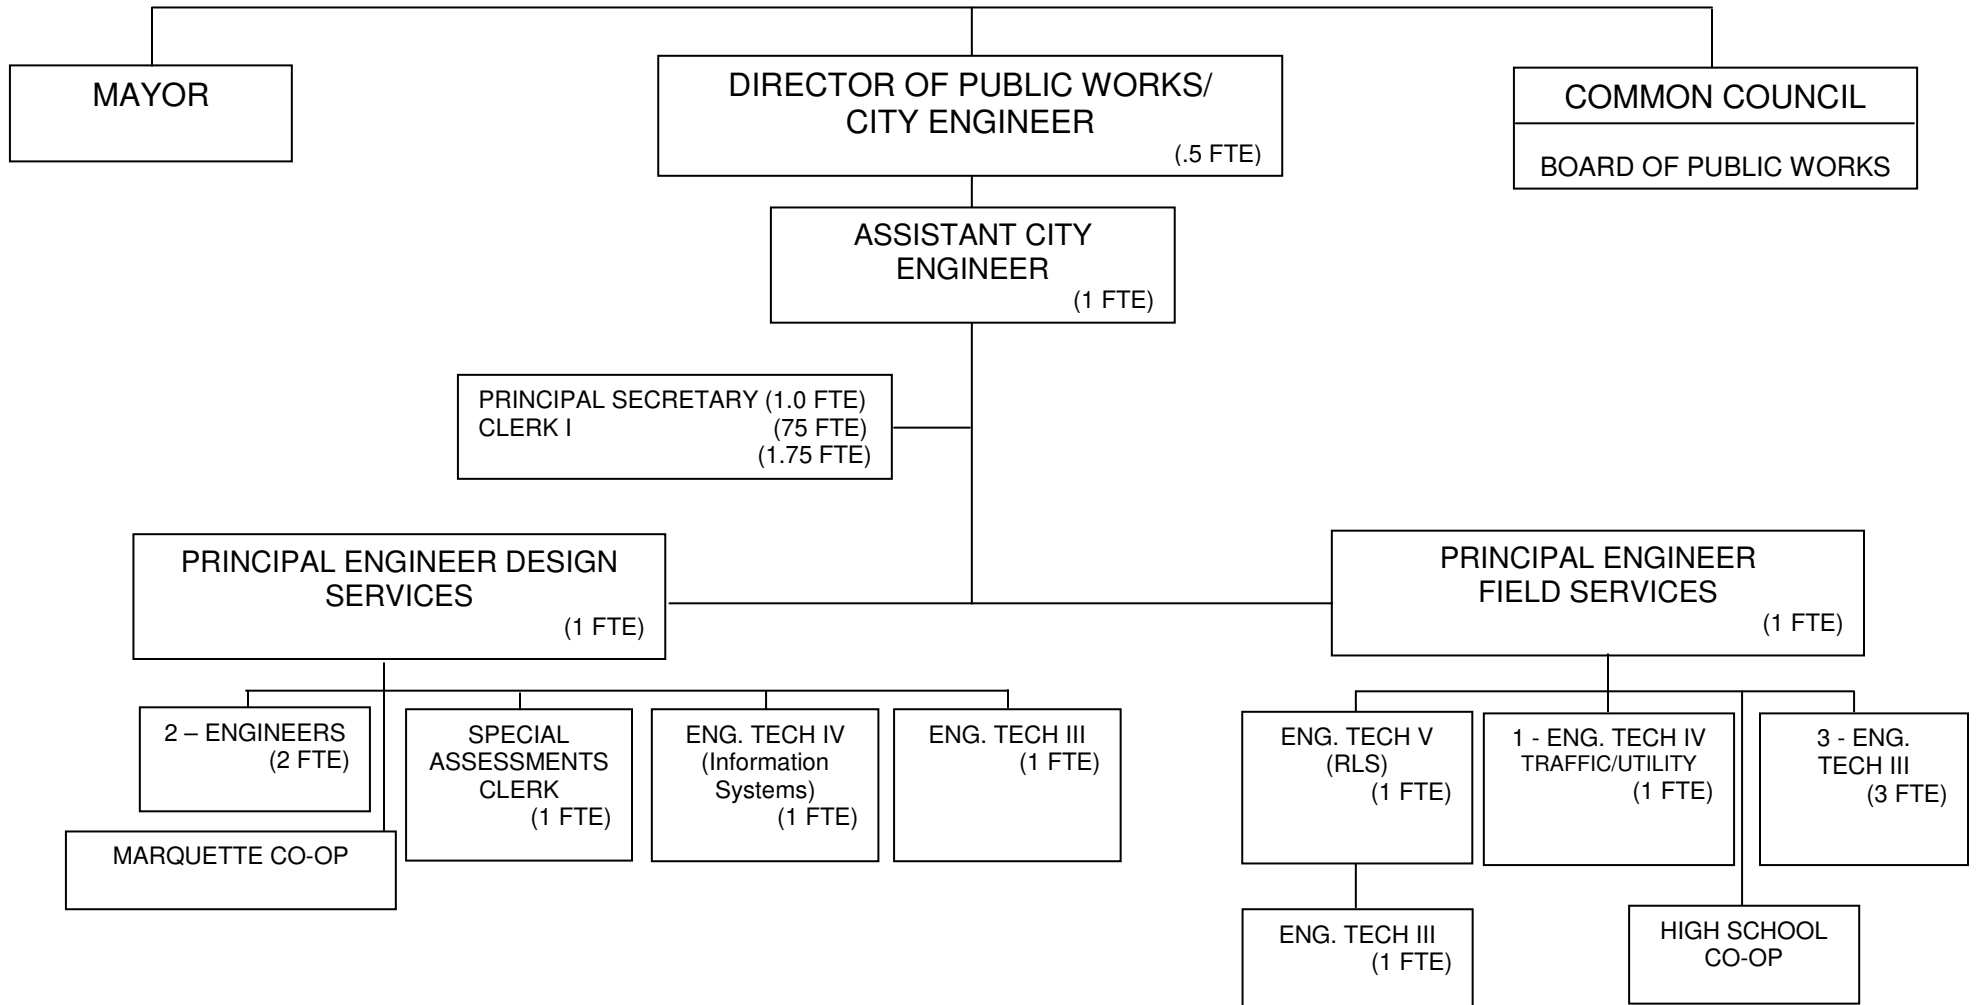 MAYOR
DIRECTOR OF PUBLIC WORKS/
CITY ENGINEER
(.5 FTE)
COMMON COUNCIL
BOARD OF PUBLIC WORKS
ASSISTANT CITY
ENGINEER
(1 FTE)
PRINCIPAL SECRETARY (1.0 FTE)
CLERK I (75 FTE)
(1.75 FTE)
PRINCIPAL ENGINEER DESIGN
SERVICES
(1 FTE)
PRINCIPAL ENGINEER
FIELD SERVICES
(1 FTE)
2 – ENGINEERS
(2 FTE)
MARQUETTE CO-OP
SPECIAL
ASSESSMENTS
CLERK
(1 FTE)
ENG. TECH IV
(Information
Systems)
(1 FTE)
ENG. TECH III
(1 FTE)
ENG. TECH V
(RLS)
(1 FTE)
1 - ENG. TECH IV
TRAFFIC/UTILITY
(1 FTE)
3 - ENG.
TECH III
(3 FTE)
ENG. TECH III
(1 FTE)
HIGH SCHOOL
CO-OP